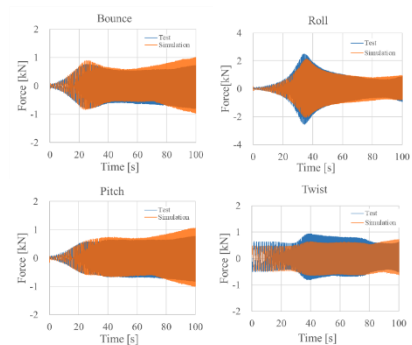 Bounce
Test
Simulation
Force [kN]
2
1
0
-1
-2
0 20 40 60 80 100
Time [s]
Roll
Test
Simulation
Force[kN]
4
2
0
-2
-4
0 20 40 60 80 100
Time [s]
Pitch
Test
Simulation
Force [kN]
2
1
0
-1
-2
0 20 40 60 80 100
Time [s]
Twist
Test
Simulation
Force [kN]
2
1
0
-1
-2
0 20 40 60 80 100
Time [s]